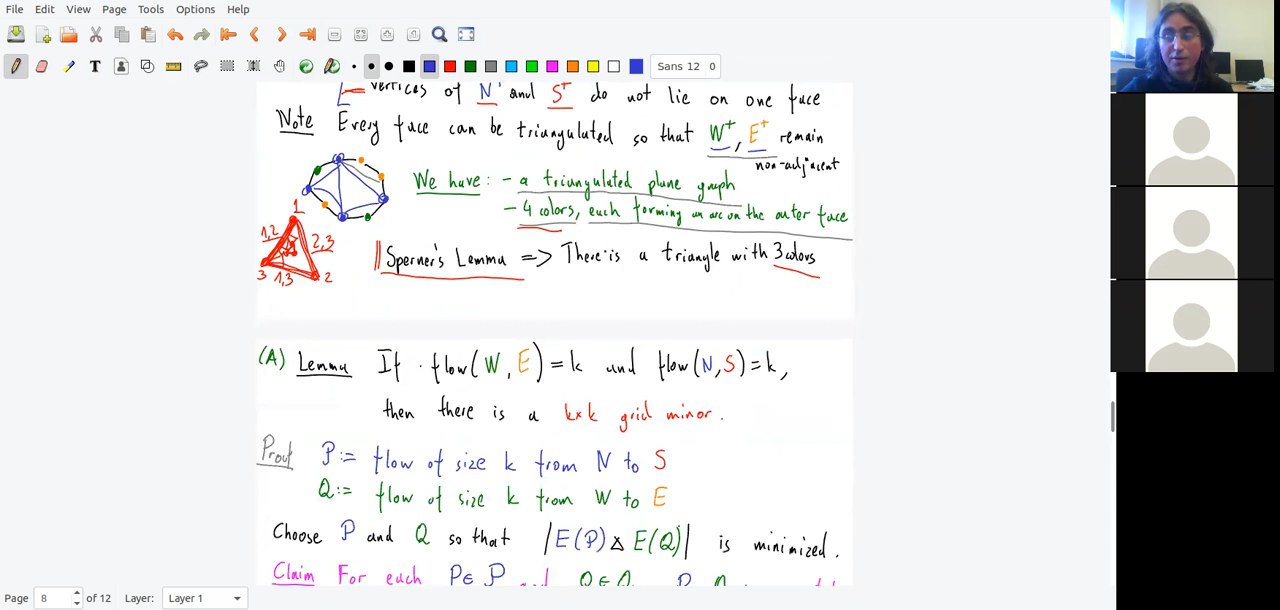 File Edit View Page Tools Options Help
Sans 12 0
vertices of N+ and S+ do not lie on one face
Note Every face can be triangulated so that W+, E+ remain
non-adjacent
We have: - a triangulated plane graph
- 4 colors, each forming an arc on the outer face
1
1,2 2,3
3 1,3 2
Sperner's Lemma => There is a triangle with 3 colors
(A) Lemma If flow(W, E) = k and flow(N, S) = k,
then there is a k×k grid minor.
Proof P := flow of size k from N to S
Q := flow of size k from W to E
Choose P and Q so that |E(P) Δ E(Q)| is minimized.
Claim For each P∈P and Q∈Q
Page 8 of 12 Layer: Layer 1